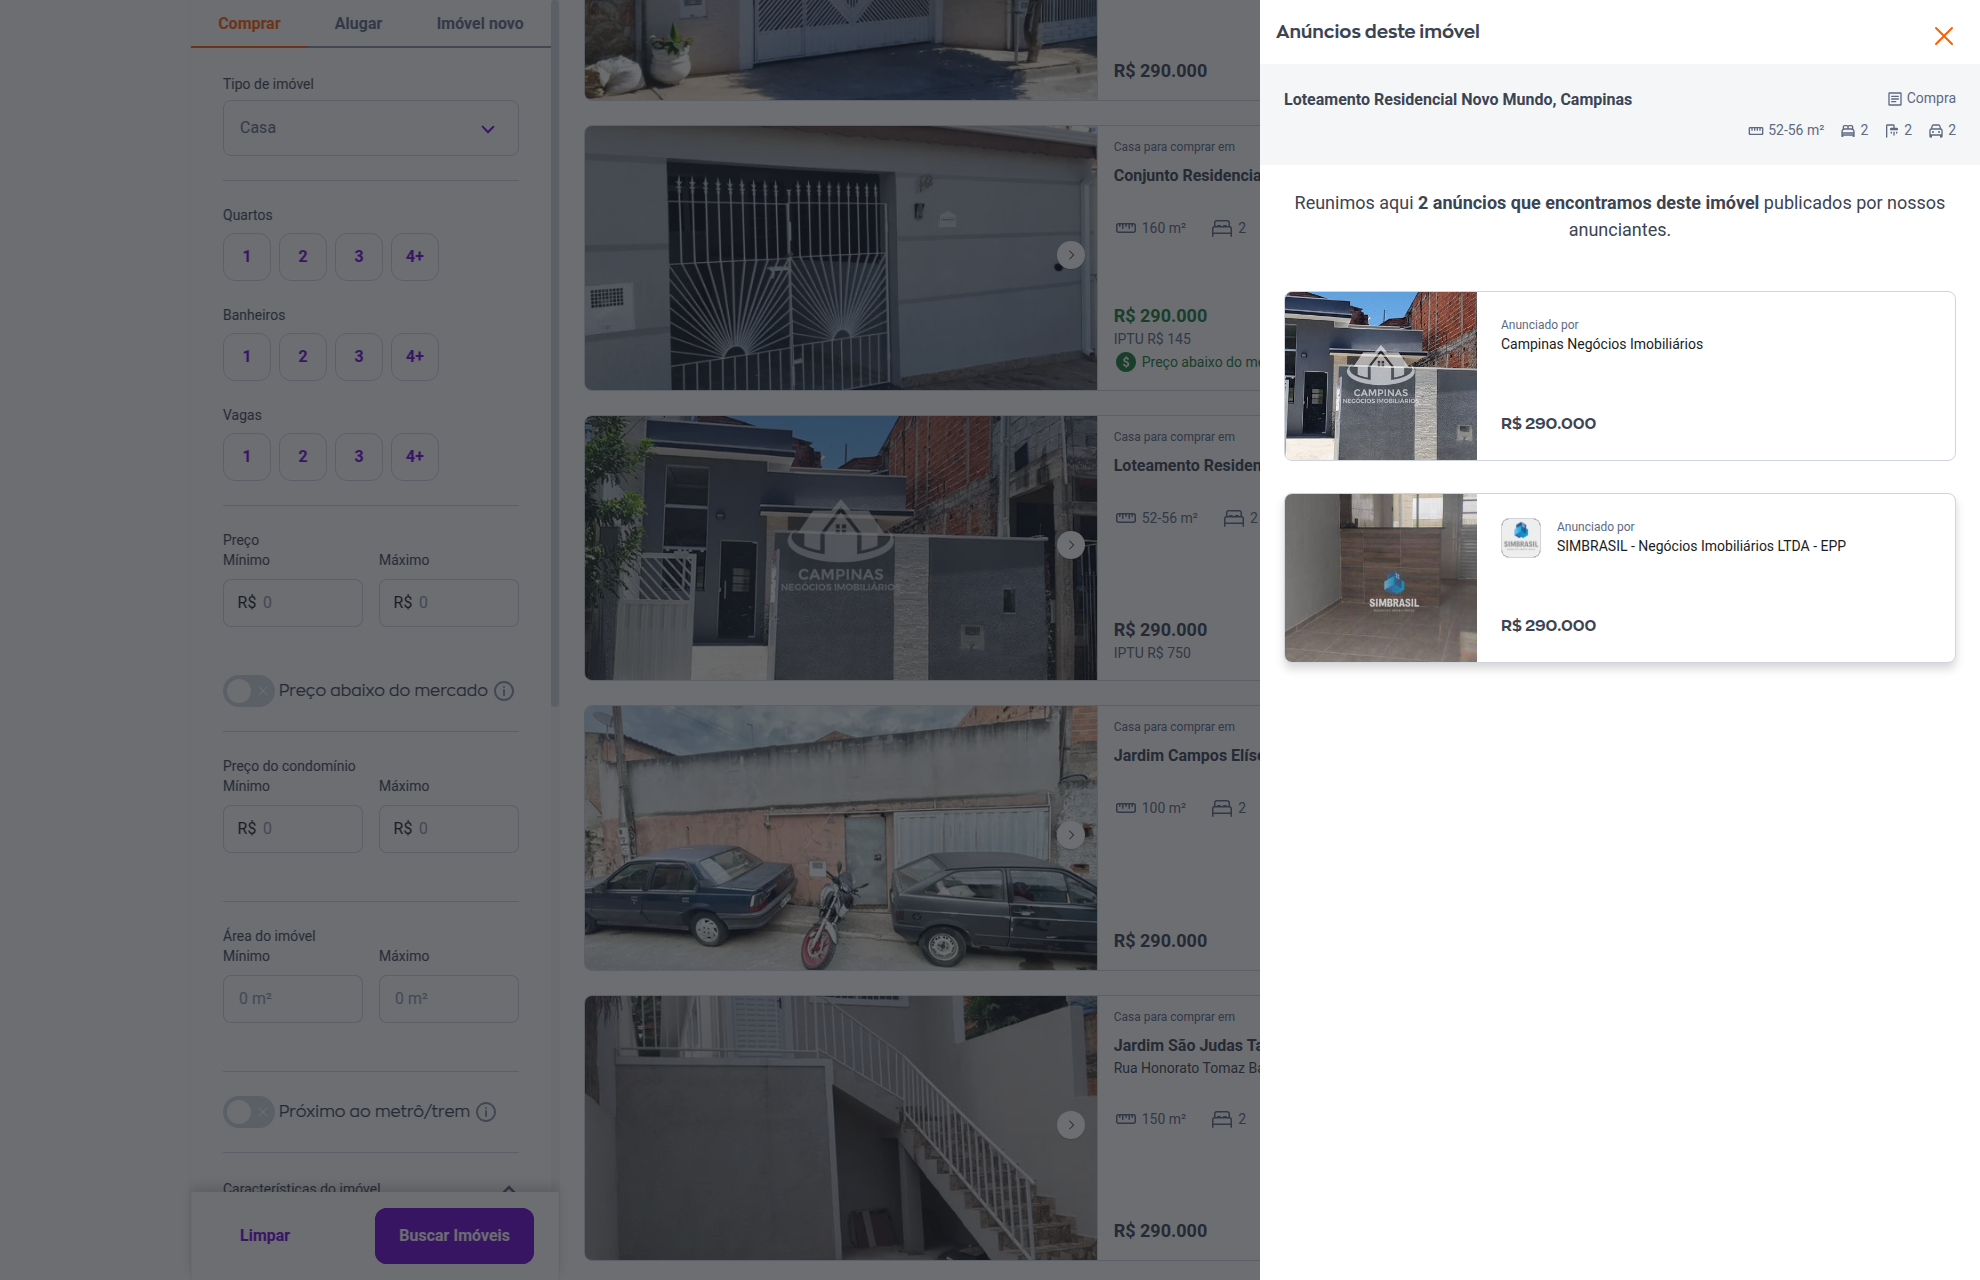 Comprar
Alugar
Imóvel novo
Tipo de imóvel
Casa
Quartos
1
2
3
4+
Banheiros
1
2
3
4+
Vagas
1
2
3
4+
Preço
Mínimo
Máximo
R$ 0
R$ 0
Preço abaixo do mercado
Preço do condomínio
Mínimo
Máximo
R$ 0
R$ 0
Área do imóvel
Mínimo
Máximo
0 m²
0 m²
Próximo ao metrô/trem
Características do imóvel
Limpar
Buscar Imóveis
R$ 290.000
Casa para comprar em
Conjunto Residencia
160 m²
2
R$ 290.000
IPTU R$ 145
Preço abaixo do me
CAMPINAS
NEGÓCIOS IMOBILIÁRIOS
Casa para comprar em
Loteamento Residen
52-56 m²
2
R$ 290.000
IPTU R$ 750
Casa para comprar em
Jardim Campos Elíse
100 m²
2
R$ 290.000
Casa para comprar em
Jardim São Judas Ta
Rua Honorato Tomaz Ba
150 m²
2
R$ 290.000
Anúncios deste imóvel
Loteamento Residencial Novo Mundo, Campinas
Compra
52-56 m²
2
2
2
Reunimos aqui 2 anúncios que encontramos deste imóvel publicados por nossos
anunciantes.
CAMPINAS
NEGÓCIOS IMOBILIÁRIOS
Anunciado por
Campinas Negócios Imobiliários
R$ 290.000
SIMBRASIL
SIMBRASIL
Anunciado por
SIMBRASIL - Negócios Imobiliários LTDA - EPP
R$ 290.000